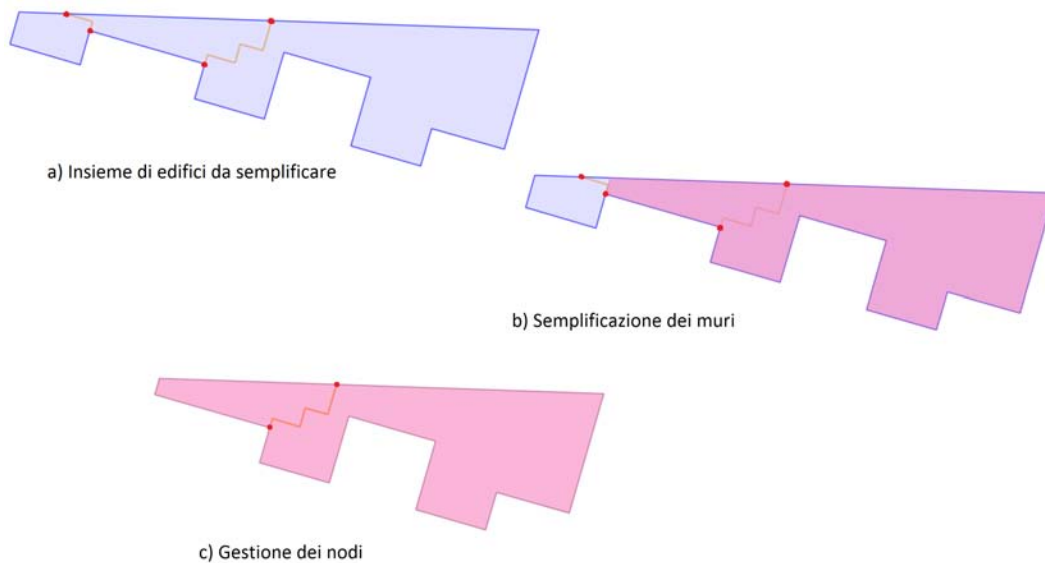 a) Insieme di edifici da semplificare
b) Semplificazione dei muri
c) Gestione dei nodi